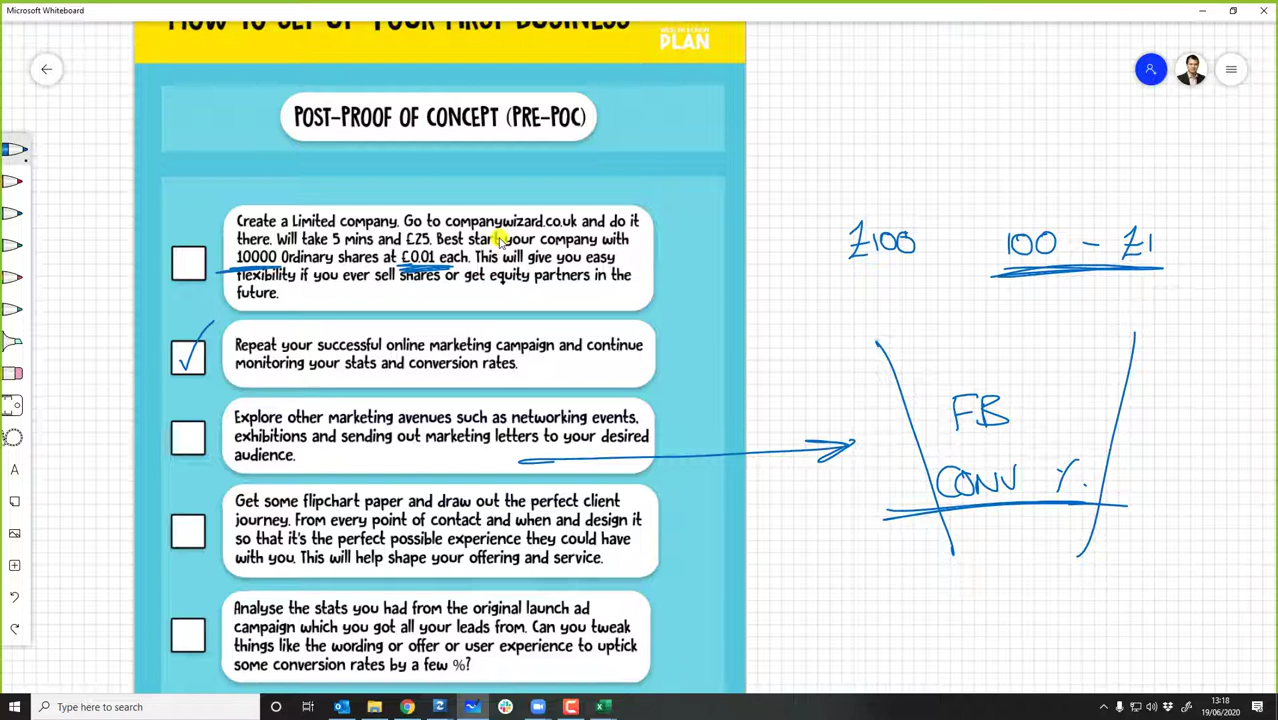 Microsoft Whiteboard
HOW TO SET UP YOUR FIRST BUSINESS
PLAN
POST-PROOF OF CONCEPT (PRE-POC)
Create a Limited company. Go to companywizard.co.uk and do it
there. Will take 5 mins and £25. Best start your company with
10000 Ordinary shares at £0.01 each. This will give you easy
flexibility if you ever sell shares or get equity partners in the
future.
£100 100 - £1
Repeat your successful online marketing campaign and continue
monitoring your stats and conversion rates.
Explore other marketing avenues such as networking events,
exhibitions and sending out marketing letters to your desired
audience.
FB
CONV %.
Get some flipchart paper and draw out the perfect client
journey. From every point of contact and when and design it
so that it's the perfect possible experience they could have
with you. This will help shape your offering and service.
Analyse the stats you had from the original launch ad
campaign which you got all your leads from. Can you tweak
things like the wording or offer or user experience to uptick
some conversion rates by a few %?
Type here to search
13:18
19/06/2020